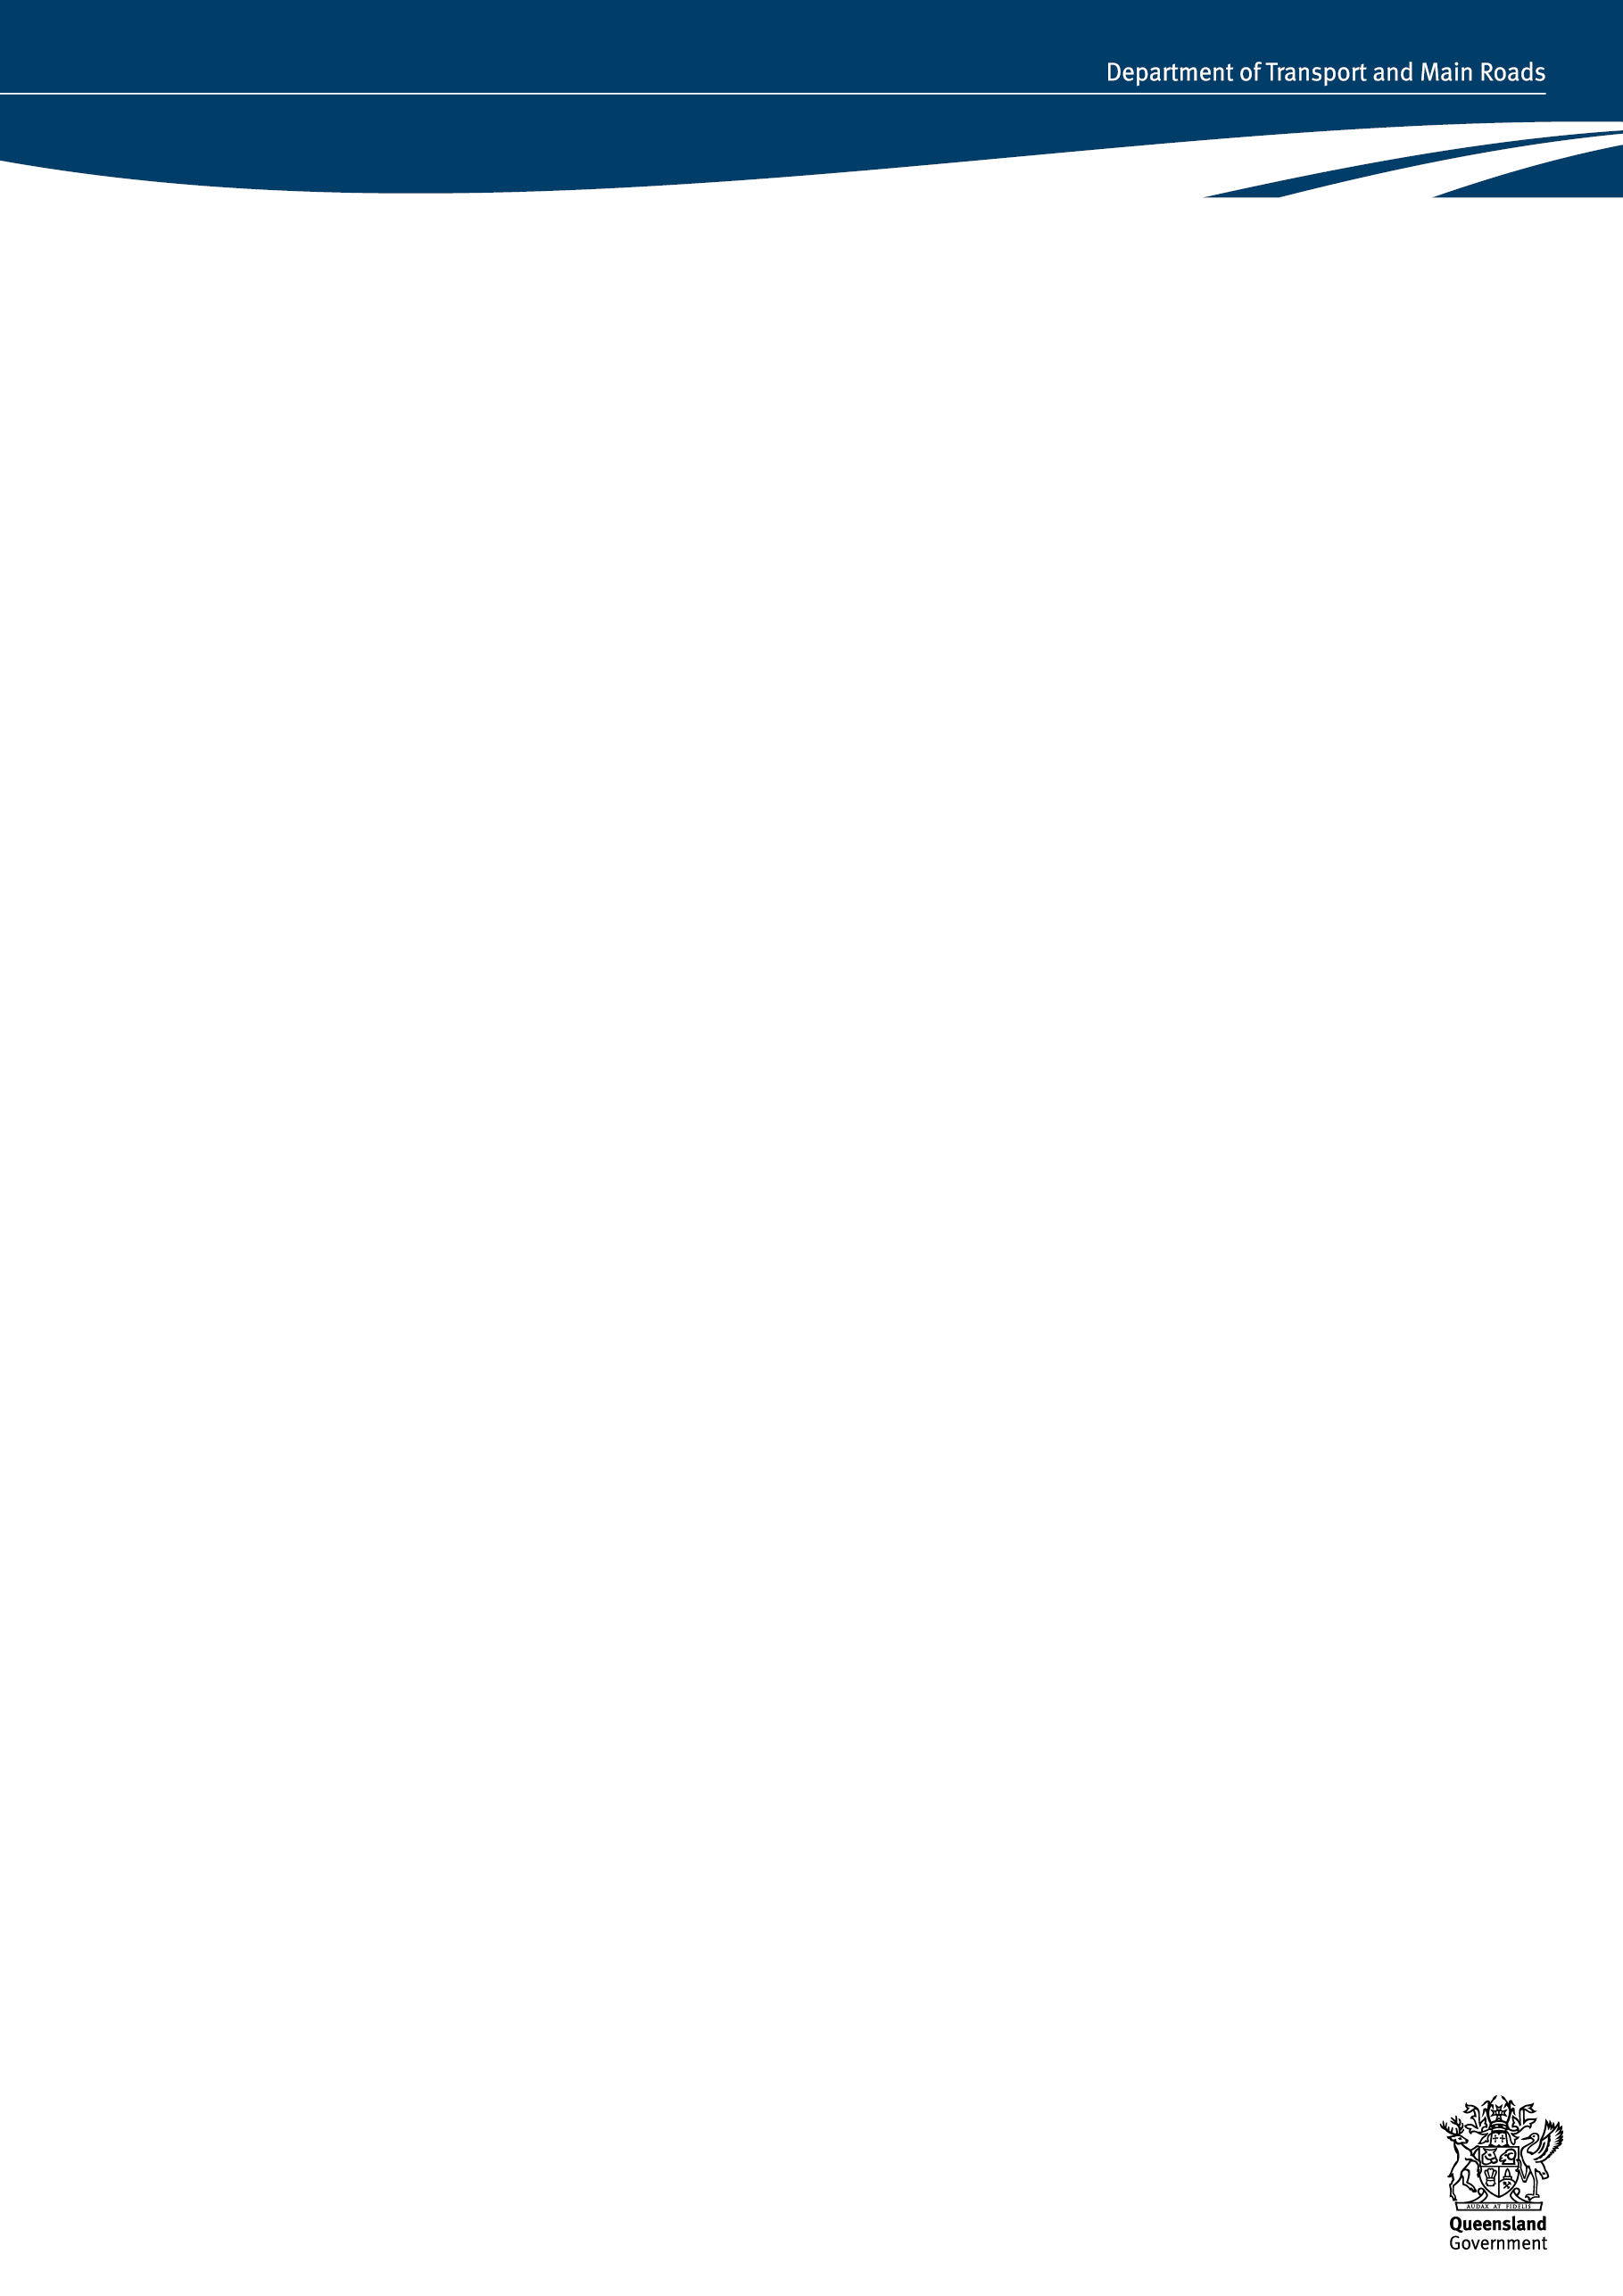 Department of Transport and Main Roads
AUDAX AT FIDELIS
Queensland
Government